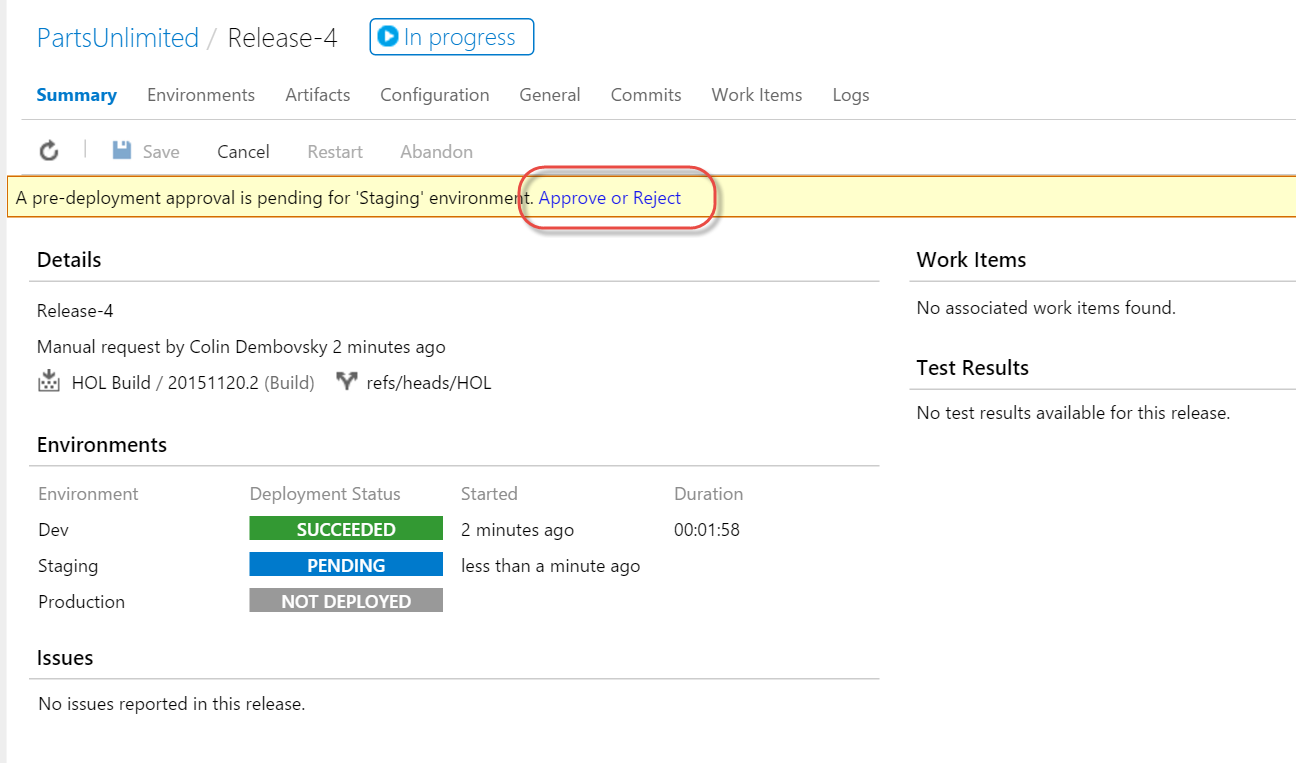 PartsUnlimited / Release-4 In progress
Summary Environments Artifacts Configuration General Commits Work Items Logs
Save Cancel Restart Abandon
A pre-deployment approval is pending for 'Staging' environment. Approve or Reject
Details
Release-4
Manual request by Colin Dembovsky 2 minutes ago
HOL Build / 20151120.2 (Build) refs/heads/HOL
Environments
Environment Deployment Status Started Duration
Dev SUCCEEDED 2 minutes ago 00:01:58
Staging PENDING less than a minute ago
Production NOT DEPLOYED
Issues
No issues reported in this release.
Work Items
No associated work items found.
Test Results
No test results available for this release.